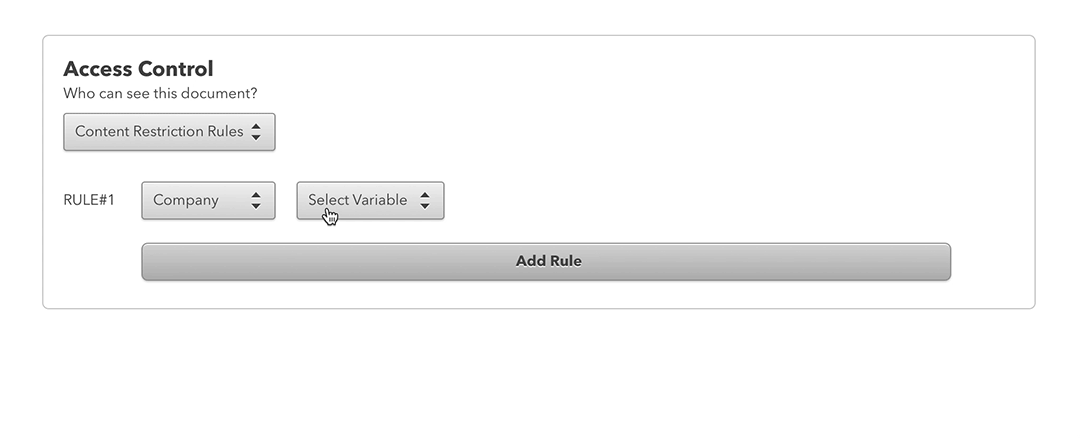 Access Control
Who can see this document?
Content Restriction Rules
RULE#1 Company Select Variable
Add Rule